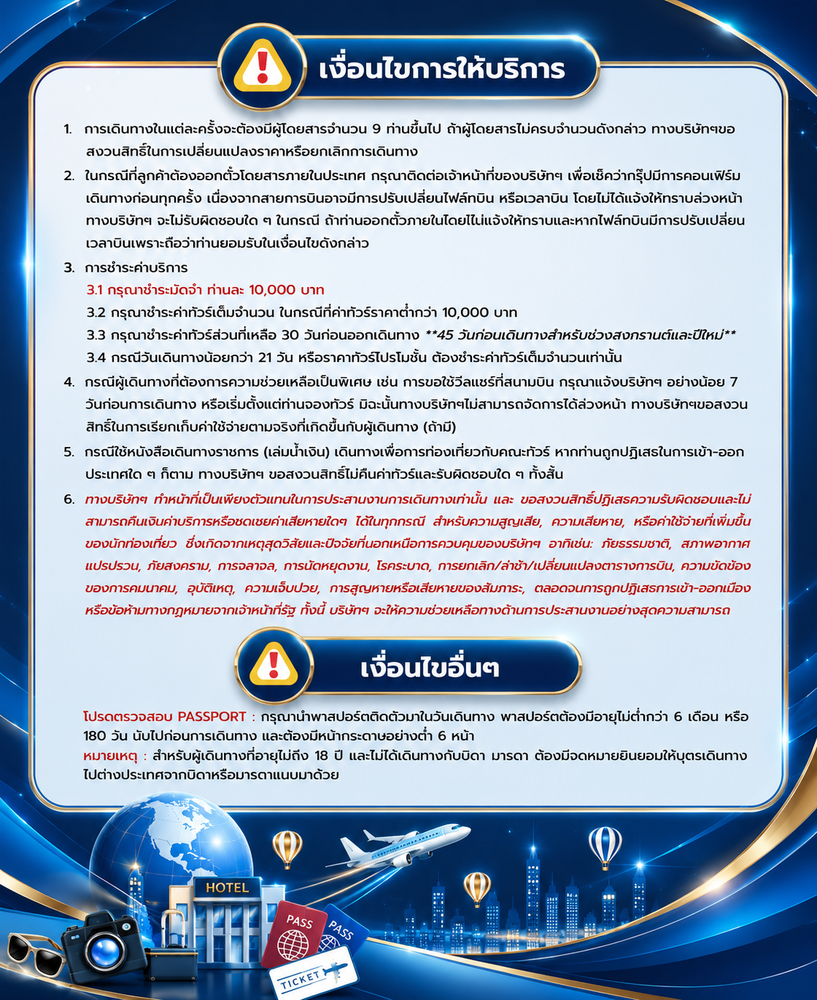 เงื่อนไขการให้บริการ
1. การเดินทางในแต่ละครั้งจะต้องมีผู้โดยสารจำนวน 9 ท่านขึ้นไป ถ้าผู้โดยสารไม่ครบจำนวนดังกล่าว ทางบริษัทฯขอ
สงวนสิทธิ์ในการเปลี่ยนแปลงราคาหรือยกเลิกการเดินทาง
2. ในกรณีที่ลูกค้าต้องออกตั๋วโดยสารภายในประเทศ กรุณาติดต่อเจ้าหน้าที่ของบริษัทฯ เพื่อเช็คว่ากรุ๊ปมีการคอนเฟิร์ม
เดินทางก่อนทุกครั้ง เนื่องจากสายการบินอาจมีการปรับเปลี่ยนไฟล์ทบิน หรือเวลาบิน โดยไม่ได้แจ้งให้ทราบล่วงหน้า
ทางบริษัทฯ จะไม่รับผิดชอบใด ๆ ในกรณี ถ้าท่านออกตั๋วภายในโดยไไม่แจ้งให้ทราบและหากไฟล์ทบินมีการปรับเปลี่ยน
เวลาบินเพราะถือว่าท่านยอมรับในเงื่อนไขดังกล่าว
3. การชำระค่าบริการ
3.1 กรุณาชำระมัดจำ ท่านละ 10,000 บาท
3.2 กรุณาชำระค่าทัวร์เต็มจำนวน ในกรณีที่ค่าทัวร์ราคาต่ำกว่า 10,000 บาท
3.3 กรุณาชำระค่าทัวร์ส่วนที่เหลือ 30 วันก่อนออกเดินทาง **45 วันก่อนเดินทางสำหรับช่วงสงกรานต์และปีใหม่**
3.4 กรณีวันเดินทางน้อยกว่า 21 วัน หรือราคาทัวร์โปรโมชั่น ต้องชำระค่าทัวร์เต็มจำนวนเท่านั้น
4. กรณีผู้เดินทางที่ต้องการความช่วยเหลือเป็นพิเศษ เช่น การขอใช้วีลแชร์ที่สนามบิน กรุณาแจ้งบริษัทฯ อย่างน้อย 7
วันก่อนการเดินทาง หรือเริ่มตั้งแต่ท่านจองทัวร์ มิฉะนั้นทางบริษัทฯไม่สามารถจัดการได้ล่วงหน้า ทางบริษัทฯขอสงวน
สิทธิ์ในการเรียกเก็บค่าใช้จ่ายตามจริงที่เกิดขึ้นกับผู้เดินทาง (ถ้ามี)
5. กรณีใช้หนังสือเดินทางราชการ (เล่มน้ำเงิน) เดินทางเพื่อการท่องเที่ยวกับคณะทัวร์ หากท่านถูกปฏิเสธในการเข้า-ออก
ประเทศใด ๆ ก็ตาม ทางบริษัทฯ ขอสงวนสิทธิ์ไม่คืนค่าทัวร์และรับผิดชอบใด ๆ ทั้งสิ้น
6. ทางบริษัทฯ ทำหน้าที่เป็นเพียงตัวแทนในการประสานงานการเดินทางเท่านั้น และ ขอสงวนสิทธิ์ปฏิเสธความรับผิดชอบและไม่
สามารถคืนเงินค่าบริการหรือชดเชยค่าเสียหายใดๆ ได้ในทุกกรณี สำหรับความสูญเสีย, ความเสียหาย, หรือค่าใช้จ่ายที่เพิ่มขึ้น
ของนักท่องเที่ยว ซึ่งเกิดจากเหตุสุดวิสัยและปัจจัยที่นอกเหนือการควบคุมของบริษัทฯ อาทิเช่น: ภัยธรรมชาติ, สภาพอากาศ
แปรปรวน, ภัยสงคราม, การจลาจล, การนัดหยุดงาน, โรคระบาด, การยกเลิก/ล่าช้า/เปลี่ยนแปลงตารางการบิน, ความขัดข้อง
ของการคมนาคม, อุบัติเหตุ, ความเจ็บป่วย, การสูญหายหรือเสียหายของสัมภาระ, ตลอดจนการถูกปฏิเสธการเข้า-ออกเมือง
หรือข้อห้ามทางกฎหมายจากเจ้าหน้าที่รัฐ ทั้งนี้ บริษัทฯ จะให้ความช่วยเหลือทางด้านการประสานงานอย่างสุดความสามารถ
เงื่อนไขอื่นๆ
โปรดตรวจสอบ PASSPORT : กรุณานำพาสปอร์ตติดตัวมาในวันเดินทาง พาสปอร์ตต้องมีอายุไม่ต่ำกว่า 6 เดือน หรือ
180 วัน นับไปก่อนการเดินทาง และต้องมีหน้ากระดาษอย่างต่ำ 6 หน้า
หมายเหตุ : สำหรับผู้เดินทางที่อายุไม่ถึง 18 ปี และไม่ได้เดินทางกับบิดา มารดา ต้องมีจดหมายยินยอมให้บุตรเดินทาง
ไปต่างประเทศจากบิดาหรือมารดาแนบมาด้วย
HOTEL
PASS
PASS
TICKET